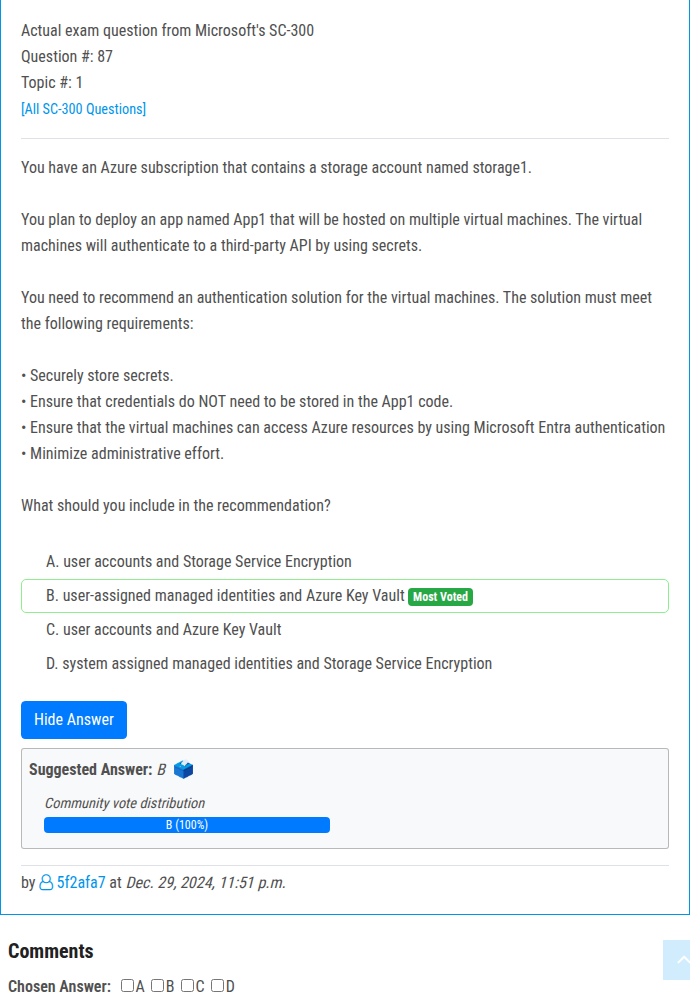 Actual exam question from Microsoft's SC-300
Question #: 87
Topic #: 1
[All SC-300 Questions]
You have an Azure subscription that contains a storage account named storage1.
You plan to deploy an app named App1 that will be hosted on multiple virtual machines. The virtual
machines will authenticate to a third-party API by using secrets.
You need to recommend an authentication solution for the virtual machines. The solution must meet
the following requirements:
• Securely store secrets.
• Ensure that credentials do NOT need to be stored in the App1 code.
• Ensure that the virtual machines can access Azure resources by using Microsoft Entra authentication
• Minimize administrative effort.
What should you include in the recommendation?
A. user accounts and Storage Service Encryption
B. user-assigned managed identities and Azure Key Vault Most Voted
C. user accounts and Azure Key Vault
D. system assigned managed identities and Storage Service Encryption
Hide Answer
Suggested Answer: B
Community vote distribution
B (100%)
by 5f2afa7 at Dec. 29, 2024, 11:51 p.m.
Comments
Chosen Answer: A B C D